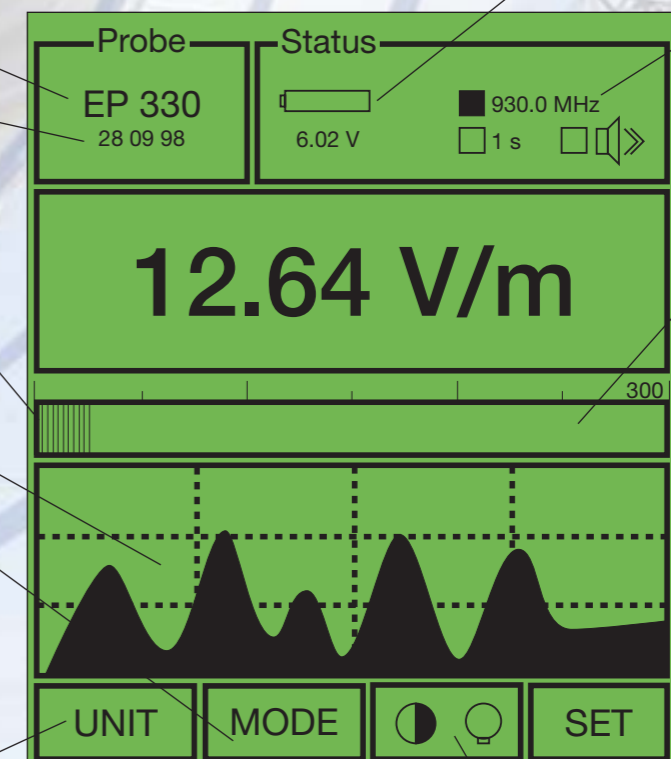 Probe
Status
EP 330
28 09 98
6.02 V
930.0 MHz
1 s
12.64 V/m
300
UNIT
MODE
SET